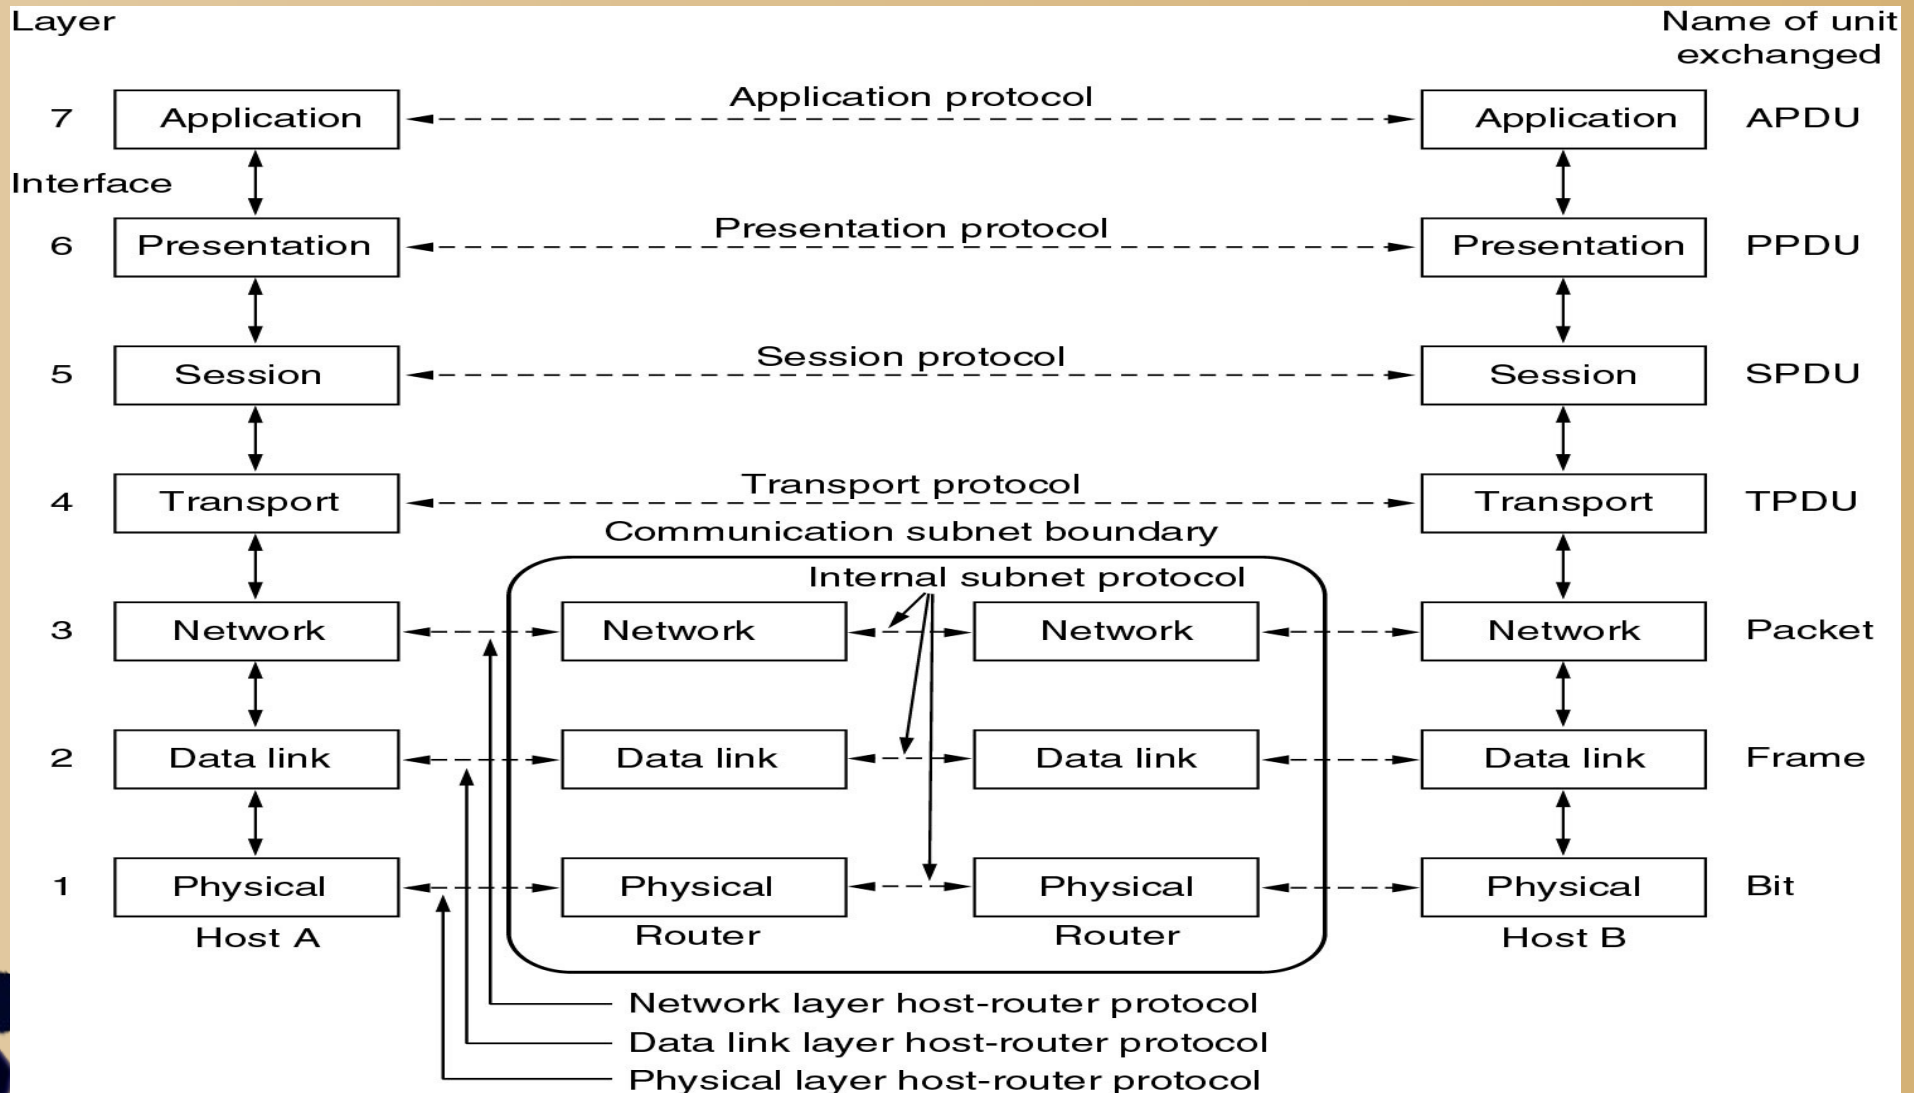 Layer
Name of unit
exchanged
7
Application
Application protocol
Application
APDU
Interface
6
Presentation
Presentation protocol
Presentation
PPDU
5
Session
Session protocol
Session
SPDU
4
Transport
Transport protocol
Transport
TPDU
Communication subnet boundary
Internal subnet protocol
3
Network
Network
Network
Network
Packet
2
Data link
Data link
Data link
Data link
Frame
1
Physical
Physical
Physical
Physical
Bit
Host A
Router
Router
Host B
Network layer host-router protocol
Data link layer host-router protocol
Physical layer host-router protocol